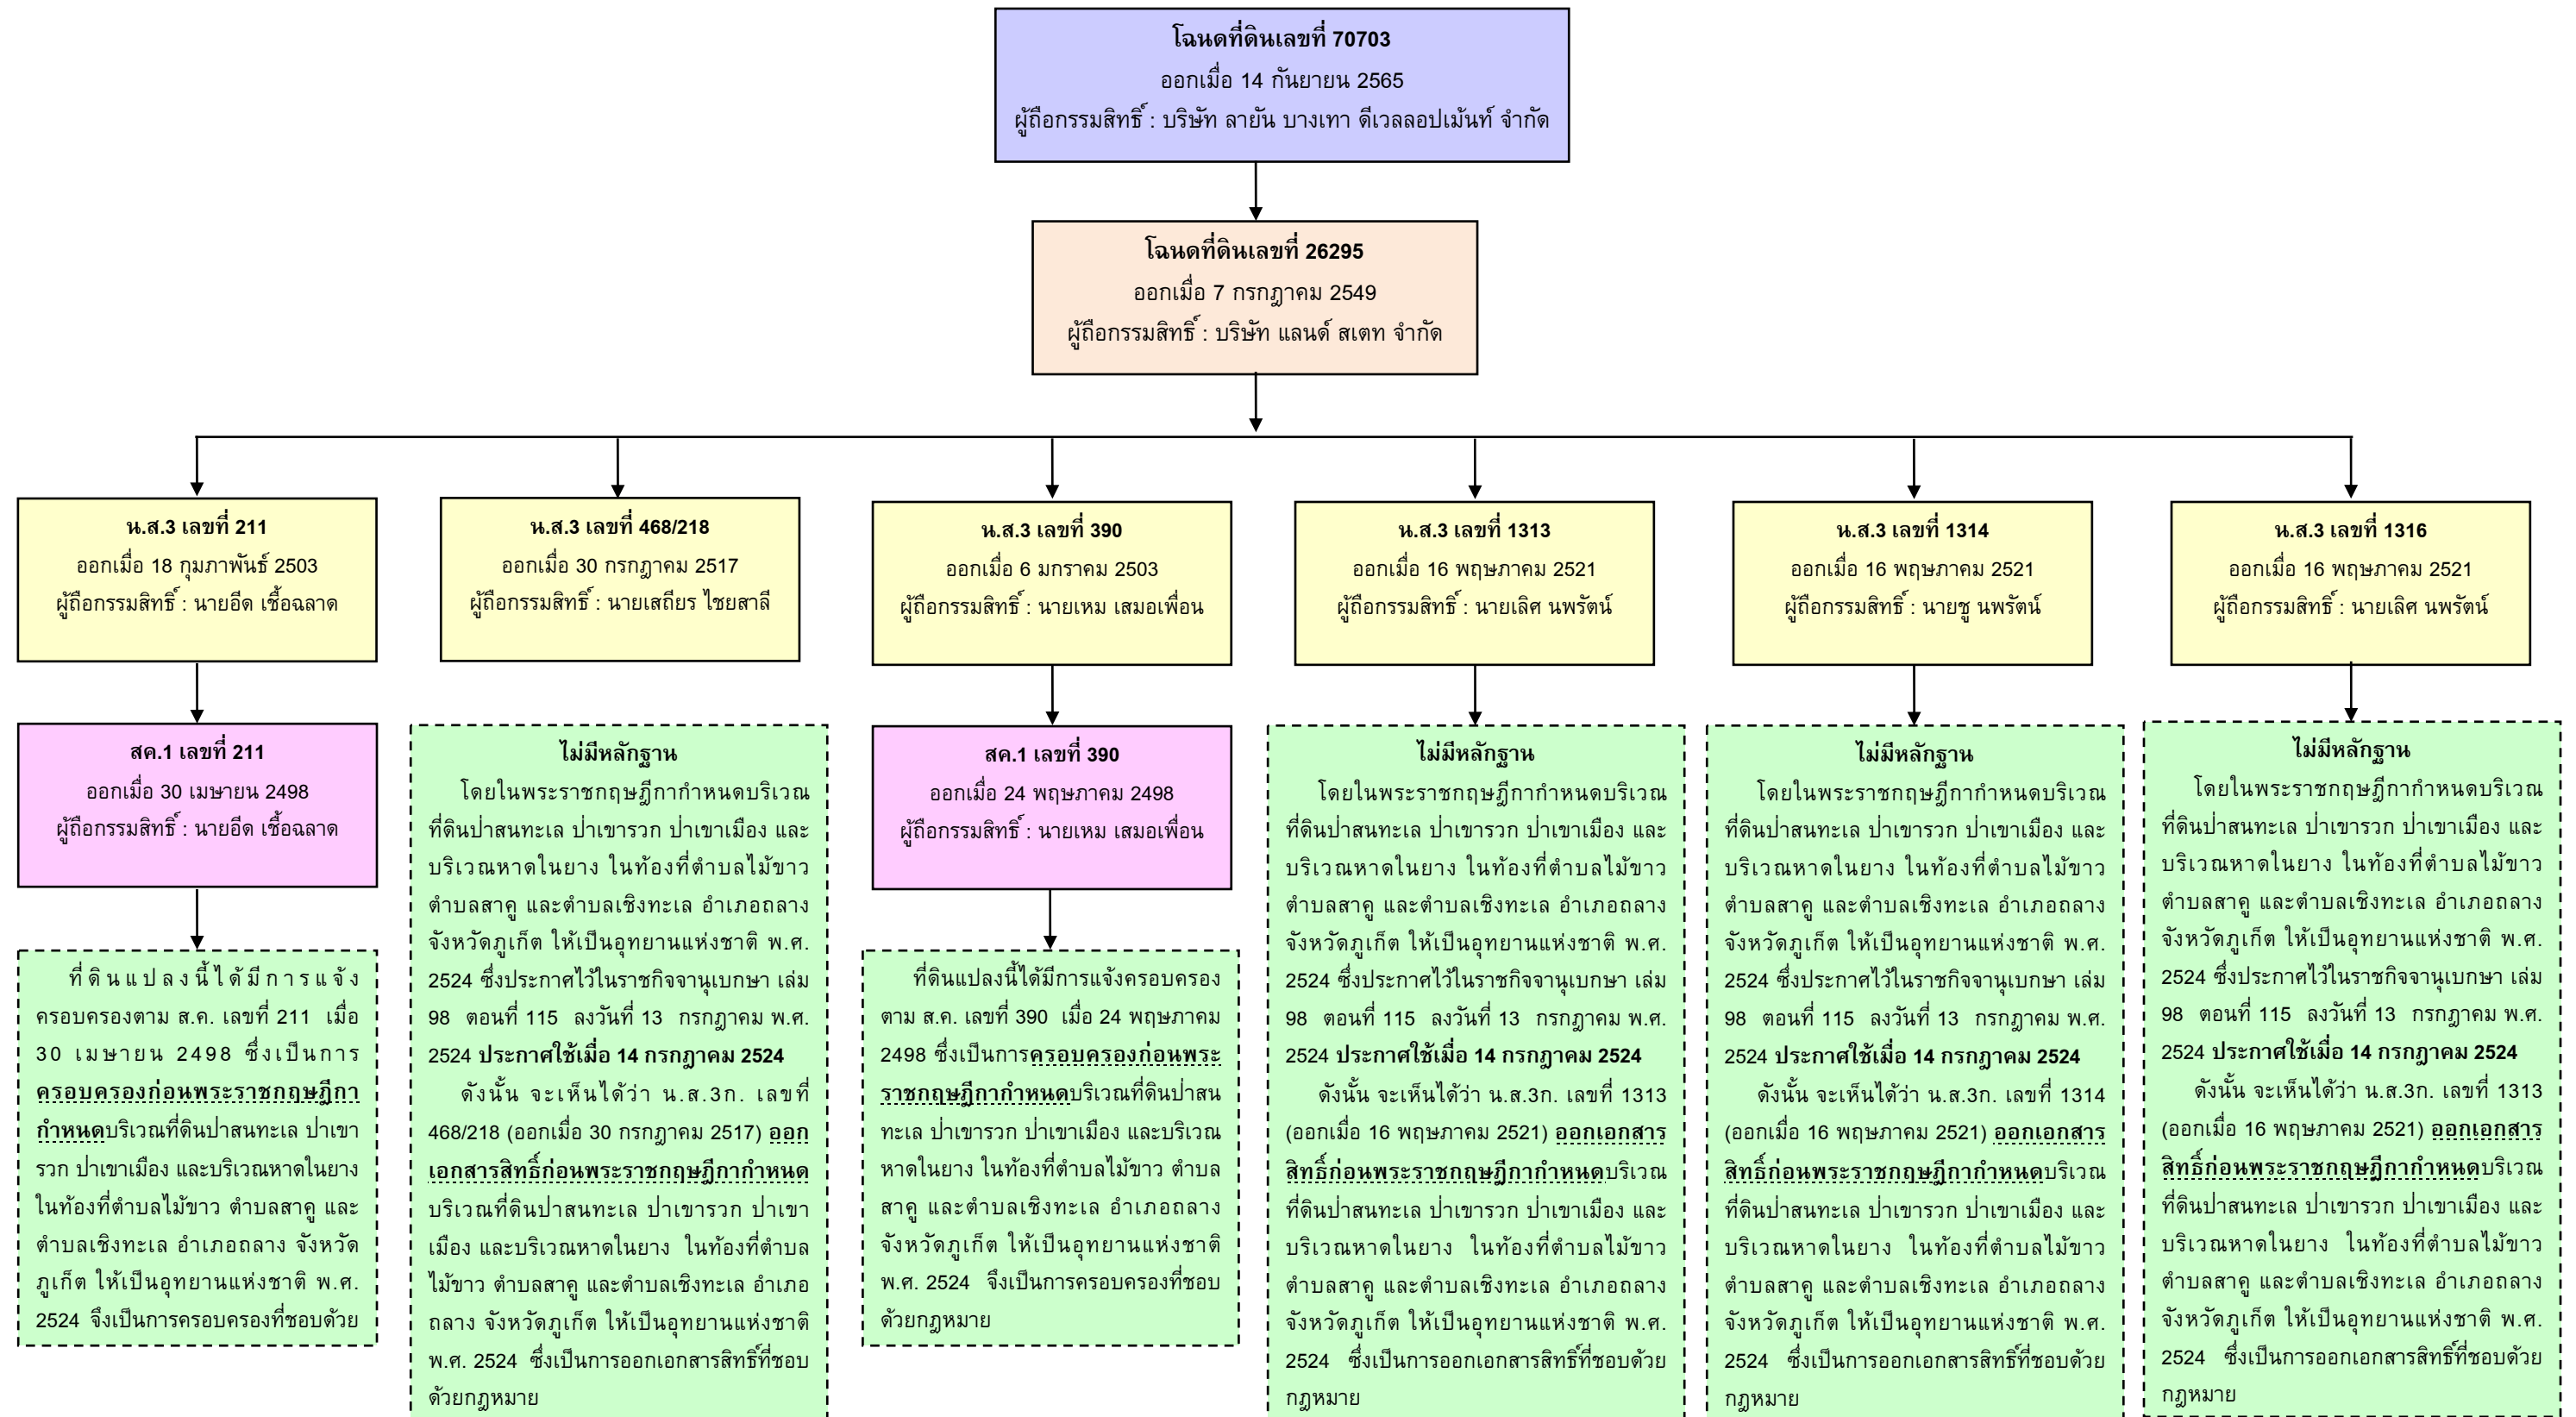 โฉนดที่ดินเลขที่ 70703
ออกเมื่อ 14 กันยายน 2565
ผู้ถือกรรมสิทธิ์ : บริษัท ลายัน บางเทา ดีเวลลอปเม้นท์ จำกัด
โฉนดที่ดินเลขที่ 26295
ออกเมื่อ 7 กรกฎาคม 2549
ผู้ถือกรรมสิทธิ์ : บริษัท แลนด์ สเตท จำกัด
น.ส.3 เลขที่ 211
ออกเมื่อ 18 กุมภาพันธ์ 2503
ผู้ถือกรรมสิทธิ์ : นายอีด เชื้อฉลาด
น.ส.3 เลขที่ 468/218
ออกเมื่อ 30 กรกฎาคม 2517
ผู้ถือกรรมสิทธิ์ : นายเสถียร ไชยสาลี
น.ส.3 เลขที่ 390
ออกเมื่อ 6 มกราคม 2503
ผู้ถือกรรมสิทธิ์ : นายเหม เสมอเพื่อน
น.ส.3 เลขที่ 1313
ออกเมื่อ 16 พฤษภาคม 2521
ผู้ถือกรรมสิทธิ์ : นายเลิศ นพรัตน์
น.ส.3 เลขที่ 1314
ออกเมื่อ 16 พฤษภาคม 2521
ผู้ถือกรรมสิทธิ์ : นายชู นพรัตน์
น.ส.3 เลขที่ 1316
ออกเมื่อ 16 พฤษภาคม 2521
ผู้ถือกรรมสิทธิ์ : นายเลิศ นพรัตน์
สค.1 เลขที่ 211
ออกเมื่อ 30 เมษายน 2498
ผู้ถือกรรมสิทธิ์ : นายอีด เชื้อฉลาด
ที่ดินแปลงนี้ได้มีการแจ้ง
ครอบครองตาม ส.ค. เลขที่ 211 เมื่อ
30 เมษายน 2498 ซึ่งเป็นการ
ครอบครองก่อนพระราชกฤษฎีกา
กำหนดบริเวณที่ดินป่าสนทะเล ป่าเขา
รวก ป่าเขาเมือง และบริเวณหาดในยาง
ในท้องที่ตำบลไม้ขาว ตำบลสาคู และ
ตำบลเชิงทะเล อำเภอถลาง จังหวัด
ภูเก็ต ให้เป็นอุทยานแห่งชาติ พ.ศ.
2524 จึงเป็นการครอบครองที่ชอบด้วย
ไม่มีหลักฐาน
โดยในพระราชกฤษฎีกากำหนดบริเวณ
ที่ดินป่าสนทะเล ป่าเขารวก ป่าเขาเมือง และ
บริเวณหาดในยาง ในท้องที่ตำบลไม้ขาว
ตำบลสาคู และตำบลเชิงทะเล อำเภอถลาง
จังหวัดภูเก็ต ให้เป็นอุทยานแห่งชาติ พ.ศ.
2524 ซึ่งประกาศไว้ในราชกิจจานุเบกษา เล่ม
98 ตอนที่ 115 ลงวันที่ 13 กรกฎาคม พ.ศ.
2524 ประกาศใช้เมื่อ 14 กรกฎาคม 2524
ดังนั้น จะเห็นได้ว่า น.ส.3ก. เลขที่
468/218 (ออกเมื่อ 30 กรกฎาคม 2517) ออก
เอกสารสิทธิ์ก่อนพระราชกฤษฎีกากำหนด
บริเวณที่ดินป่าสนทะเล ป่าเขารวก ป่าเขา
เมือง และบริเวณหาดในยาง ในท้องที่ตำบล
ไม้ขาว ตำบลสาคู และตำบลเชิงทะเล อำเภอ
ถลาง จังหวัดภูเก็ต ให้เป็นอุทยานแห่งชาติ
พ.ศ. 2524 ซึ่งเป็นการออกเอกสารสิทธิ์ที่ชอบ
ด้วยกฎหมาย
สค.1 เลขที่ 390
ออกเมื่อ 24 พฤษภาคม 2498
ผู้ถือกรรมสิทธิ์ : นายเหม เสมอเพื่อน
ที่ดินแปลงนี้ได้มีการแจ้งครอบครอง
ตาม ส.ค. เลขที่ 390 เมื่อ 24 พฤษภาคม
2498 ซึ่งเป็นการครอบครองก่อนพระ
ราชกฤษฎีกากำหนดบริเวณที่ดินป่าสน
ทะเล ป่าเขารวก ป่าเขาเมือง และบริเวณ
หาดในยาง ในท้องที่ตำบลไม้ขาว ตำบล
สาคู และตำบลเชิงทะเล อำเภอถลาง
จังหวัดภูเก็ต ให้เป็นอุทยานแห่งชาติ
พ.ศ. 2524 จึงเป็นการครอบครองที่ชอบ
ด้วยกฎหมาย
ไม่มีหลักฐาน
โดยในพระราชกฤษฎีกากำหนดบริเวณ
ที่ดินป่าสนทะเล ป่าเขารวก ป่าเขาเมือง และ
บริเวณหาดในยาง ในท้องที่ตำบลไม้ขาว
ตำบลสาคู และตำบลเชิงทะเล อำเภอถลาง
จังหวัดภูเก็ต ให้เป็นอุทยานแห่งชาติ พ.ศ.
2524 ซึ่งประกาศไว้ในราชกิจจานุเบกษา เล่ม
98 ตอนที่ 115 ลงวันที่ 13 กรกฎาคม พ.ศ.
2524 ประกาศใช้เมื่อ 14 กรกฎาคม 2524
ดังนั้น จะเห็นได้ว่า น.ส.3ก. เลขที่ 1313
(ออกเมื่อ 16 พฤษภาคม 2521) ออกเอกสาร
สิทธิ์ก่อนพระราชกฤษฎีกากำหนดบริเวณ
ที่ดินป่าสนทะเล ป่าเขารวก ป่าเขาเมือง และ
บริเวณหาดในยาง ในท้องที่ตำบลไม้ขาว
ตำบลสาคู และตำบลเชิงทะเล อำเภอถลาง
จังหวัดภูเก็ต ให้เป็นอุทยานแห่งชาติ พ.ศ.
2524 ซึ่งเป็นการออกเอกสารสิทธิ์ที่ชอบด้วย
กฎหมาย
ไม่มีหลักฐาน
โดยในพระราชกฤษฎีกากำหนดบริเวณ
ที่ดินป่าสนทะเล ป่าเขารวก ป่าเขาเมือง และ
บริเวณหาดในยาง ในท้องที่ตำบลไม้ขาว
ตำบลสาคู และตำบลเชิงทะเล อำเภอถลาง
จังหวัดภูเก็ต ให้เป็นอุทยานแห่งชาติ พ.ศ.
2524 ซึ่งประกาศไว้ในราชกิจจานุเบกษา เล่ม
98 ตอนที่ 115 ลงวันที่ 13 กรกฎาคม พ.ศ.
2524 ประกาศใช้เมื่อ 14 กรกฎาคม 2524
ดังนั้น จะเห็นได้ว่า น.ส.3ก. เลขที่ 1314
(ออกเมื่อ 16 พฤษภาคม 2521) ออกเอกสาร
สิทธิ์ก่อนพระราชกฤษฎีกากำหนดบริเวณ
ที่ดินป่าสนทะเล ป่าเขารวก ป่าเขาเมือง และ
บริเวณหาดในยาง ในท้องที่ตำบลไม้ขาว
ตำบลสาคู และตำบลเชิงทะเล อำเภอถลาง
จังหวัดภูเก็ต ให้เป็นอุทยานแห่งชาติ พ.ศ.
2524 ซึ่งเป็นการออกเอกสารสิทธิ์ที่ชอบด้วย
กฎหมาย
ไม่มีหลักฐาน
โดยในพระราชกฤษฎีกากำหนดบริเวณ
ที่ดินป่าสนทะเล ป่าเขารวก ป่าเขาเมือง และ
บริเวณหาดในยาง ในท้องที่ตำบลไม้ขาว
ตำบลสาคู และตำบลเชิงทะเล อำเภอถลาง
จังหวัดภูเก็ต ให้เป็นอุทยานแห่งชาติ พ.ศ.
2524 ซึ่งประกาศไว้ในราชกิจจานุเบกษา เล่ม
98 ตอนที่ 115 ลงวันที่ 13 กรกฎาคม พ.ศ.
2524 ประกาศใช้เมื่อ 14 กรกฎาคม 2524
ดังนั้น จะเห็นได้ว่า น.ส.3ก. เลขที่ 1313
(ออกเมื่อ 16 พฤษภาคม 2521) ออกเอกสาร
สิทธิ์ก่อนพระราชกฤษฎีกากำหนดบริเวณ
ที่ดินป่าสนทะเล ป่าเขารวก ป่าเขาเมือง และ
บริเวณหาดในยาง ในท้องที่ตำบลไม้ขาว
ตำบลสาคู และตำบลเชิงทะเล อำเภอถลาง
จังหวัดภูเก็ต ให้เป็นอุทยานแห่งชาติ พ.ศ.
2524 ซึ่งเป็นการออกเอกสารสิทธิ์ที่ชอบด้วย
กฎหมาย